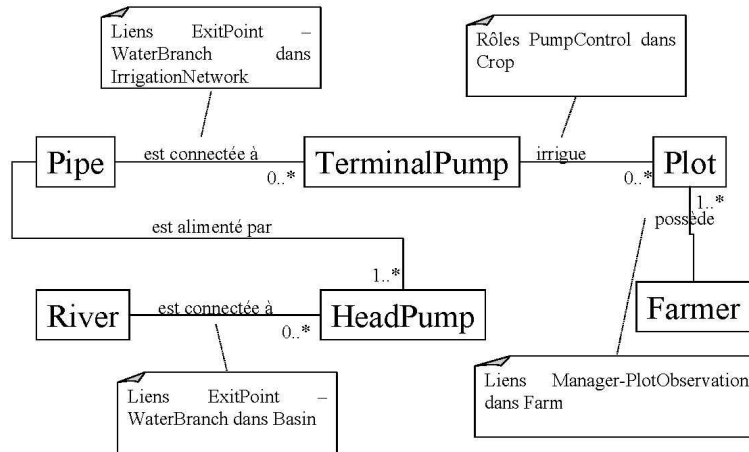 Liens ExitPoint –
WaterBranch dans
IrrigationNetwork
Rôles PumpControl dans
Crop
Pipe
est connectée à
0..*
TerminalPump
irrigue
0..*
Plot
1..*
possède
est alimenté par
1..*
River
est connectée à
0..*
HeadPump
Farmer
Liens ExitPoint –
WaterBranch dans Basin
Liens Manager-PlotObservation
dans Farm